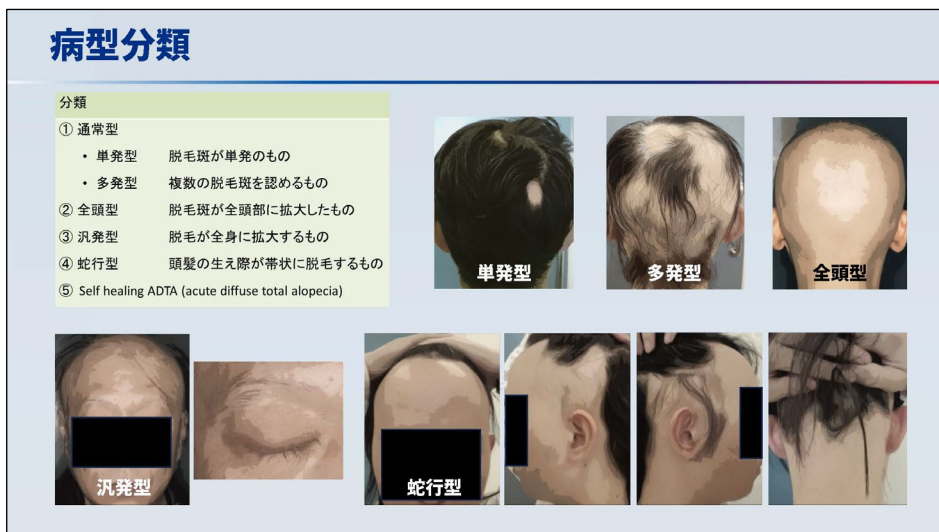 病型分類
分類
① 通常型
・ 単発型 脱毛斑が単発のもの
・ 多発型 複数の脱毛斑を認めるもの
② 全頭型 脱毛斑が全頭部に拡大したもの
③ 汎発型 脱毛が全身に拡大するもの
④ 蛇行型 頭髪の生え際が帯状に脱毛するもの
⑤ Self healing ADTA (acute diffuse total alopecia)
単発型
多発型
全頭型
汎発型
蛇行型